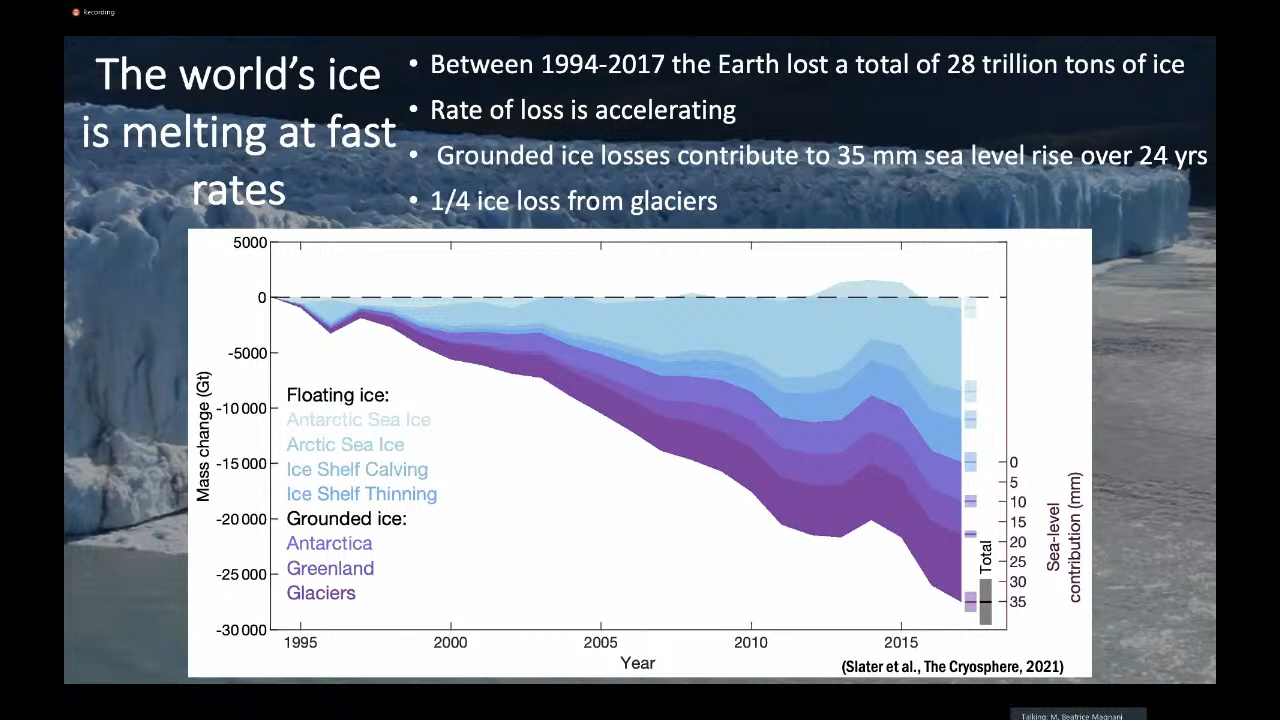 Recording
The world's ice
is melting at fast
rates
• Between 1994-2017 the Earth lost a total of 28 trillion tons of ice
• Rate of loss is accelerating
• Grounded ice losses contribute to 35 mm sea level rise over 24 yrs
• 1/4 ice loss from glaciers
5000
0
-5000
-10 000
-15 000
-20 000
-25 000
-30 000
Mass change (Gt)
Floating ice:
Antarctic Sea Ice
Arctic Sea Ice
Ice Shelf Calving
Ice Shelf Thinning
Grounded ice:
Antarctica
Greenland
Glaciers
Total
0
5
10
15
20
25
30
35
Sea-level
contribution (mm)
1995 2000 2005 2010 2015
Year
(Slater et al., The Cryosphere, 2021)
Talking: M. Beatrice Magnani